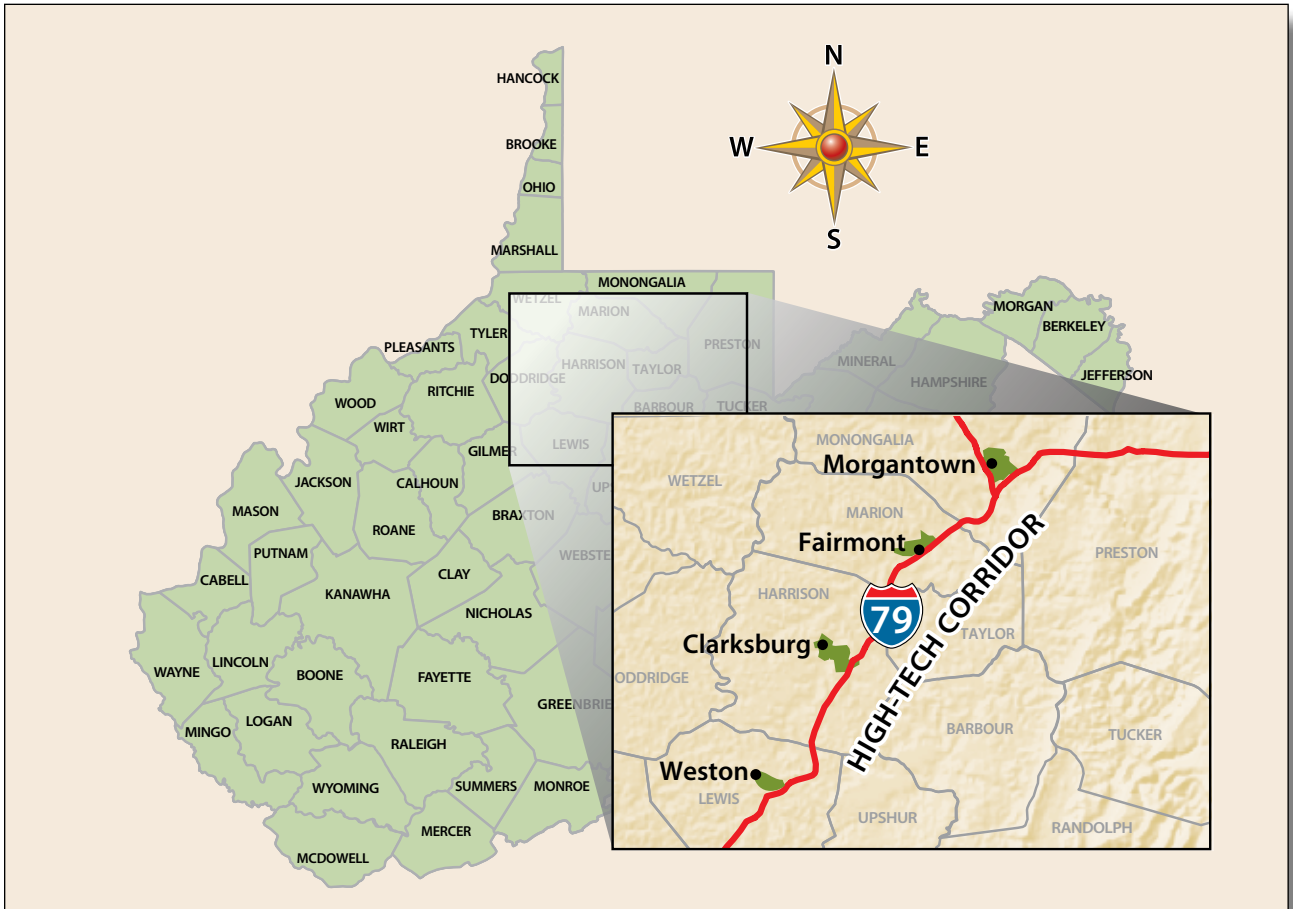 N
W
E
S
HANCOCK
BROOKE
OHIO
MARSHALL
MONONGALIA
WETZEL
MARION
TYLER
PLEASANTS
DODDRIDGE
HARRISON
TAYLOR
PRESTON
RITCHIE
WOOD
WIRT
BARBOUR
TUCKER
MINERAL
HAMPSHIRE
MORGAN
BERKELEY
JEFFERSON
GILMER
LEWIS
JACKSON
CALHOUN
UPS
MASON
ROANE
BRAXTON
PUTNAM
WEBSTE
CABELL
KANAWHA
CLAY
NICHOLAS
WAYNE
LINCOLN
BOONE
FAYETTE
GREENBRIE
MINGO
LOGAN
RALEIGH
WYOMING
SUMMERS
MONROE
MERCER
MCDOWELL
MONONGALIA
Morgantown
WETZEL
MARION
Fairmont
PRESTON
HARRISON
79
HIGH-TECH CORRIDOR
TAYLOR
Clarksburg
ODDRIDGE
BARBOUR
TUCKER
Weston
LEWIS
UPSHUR
RANDOLPH